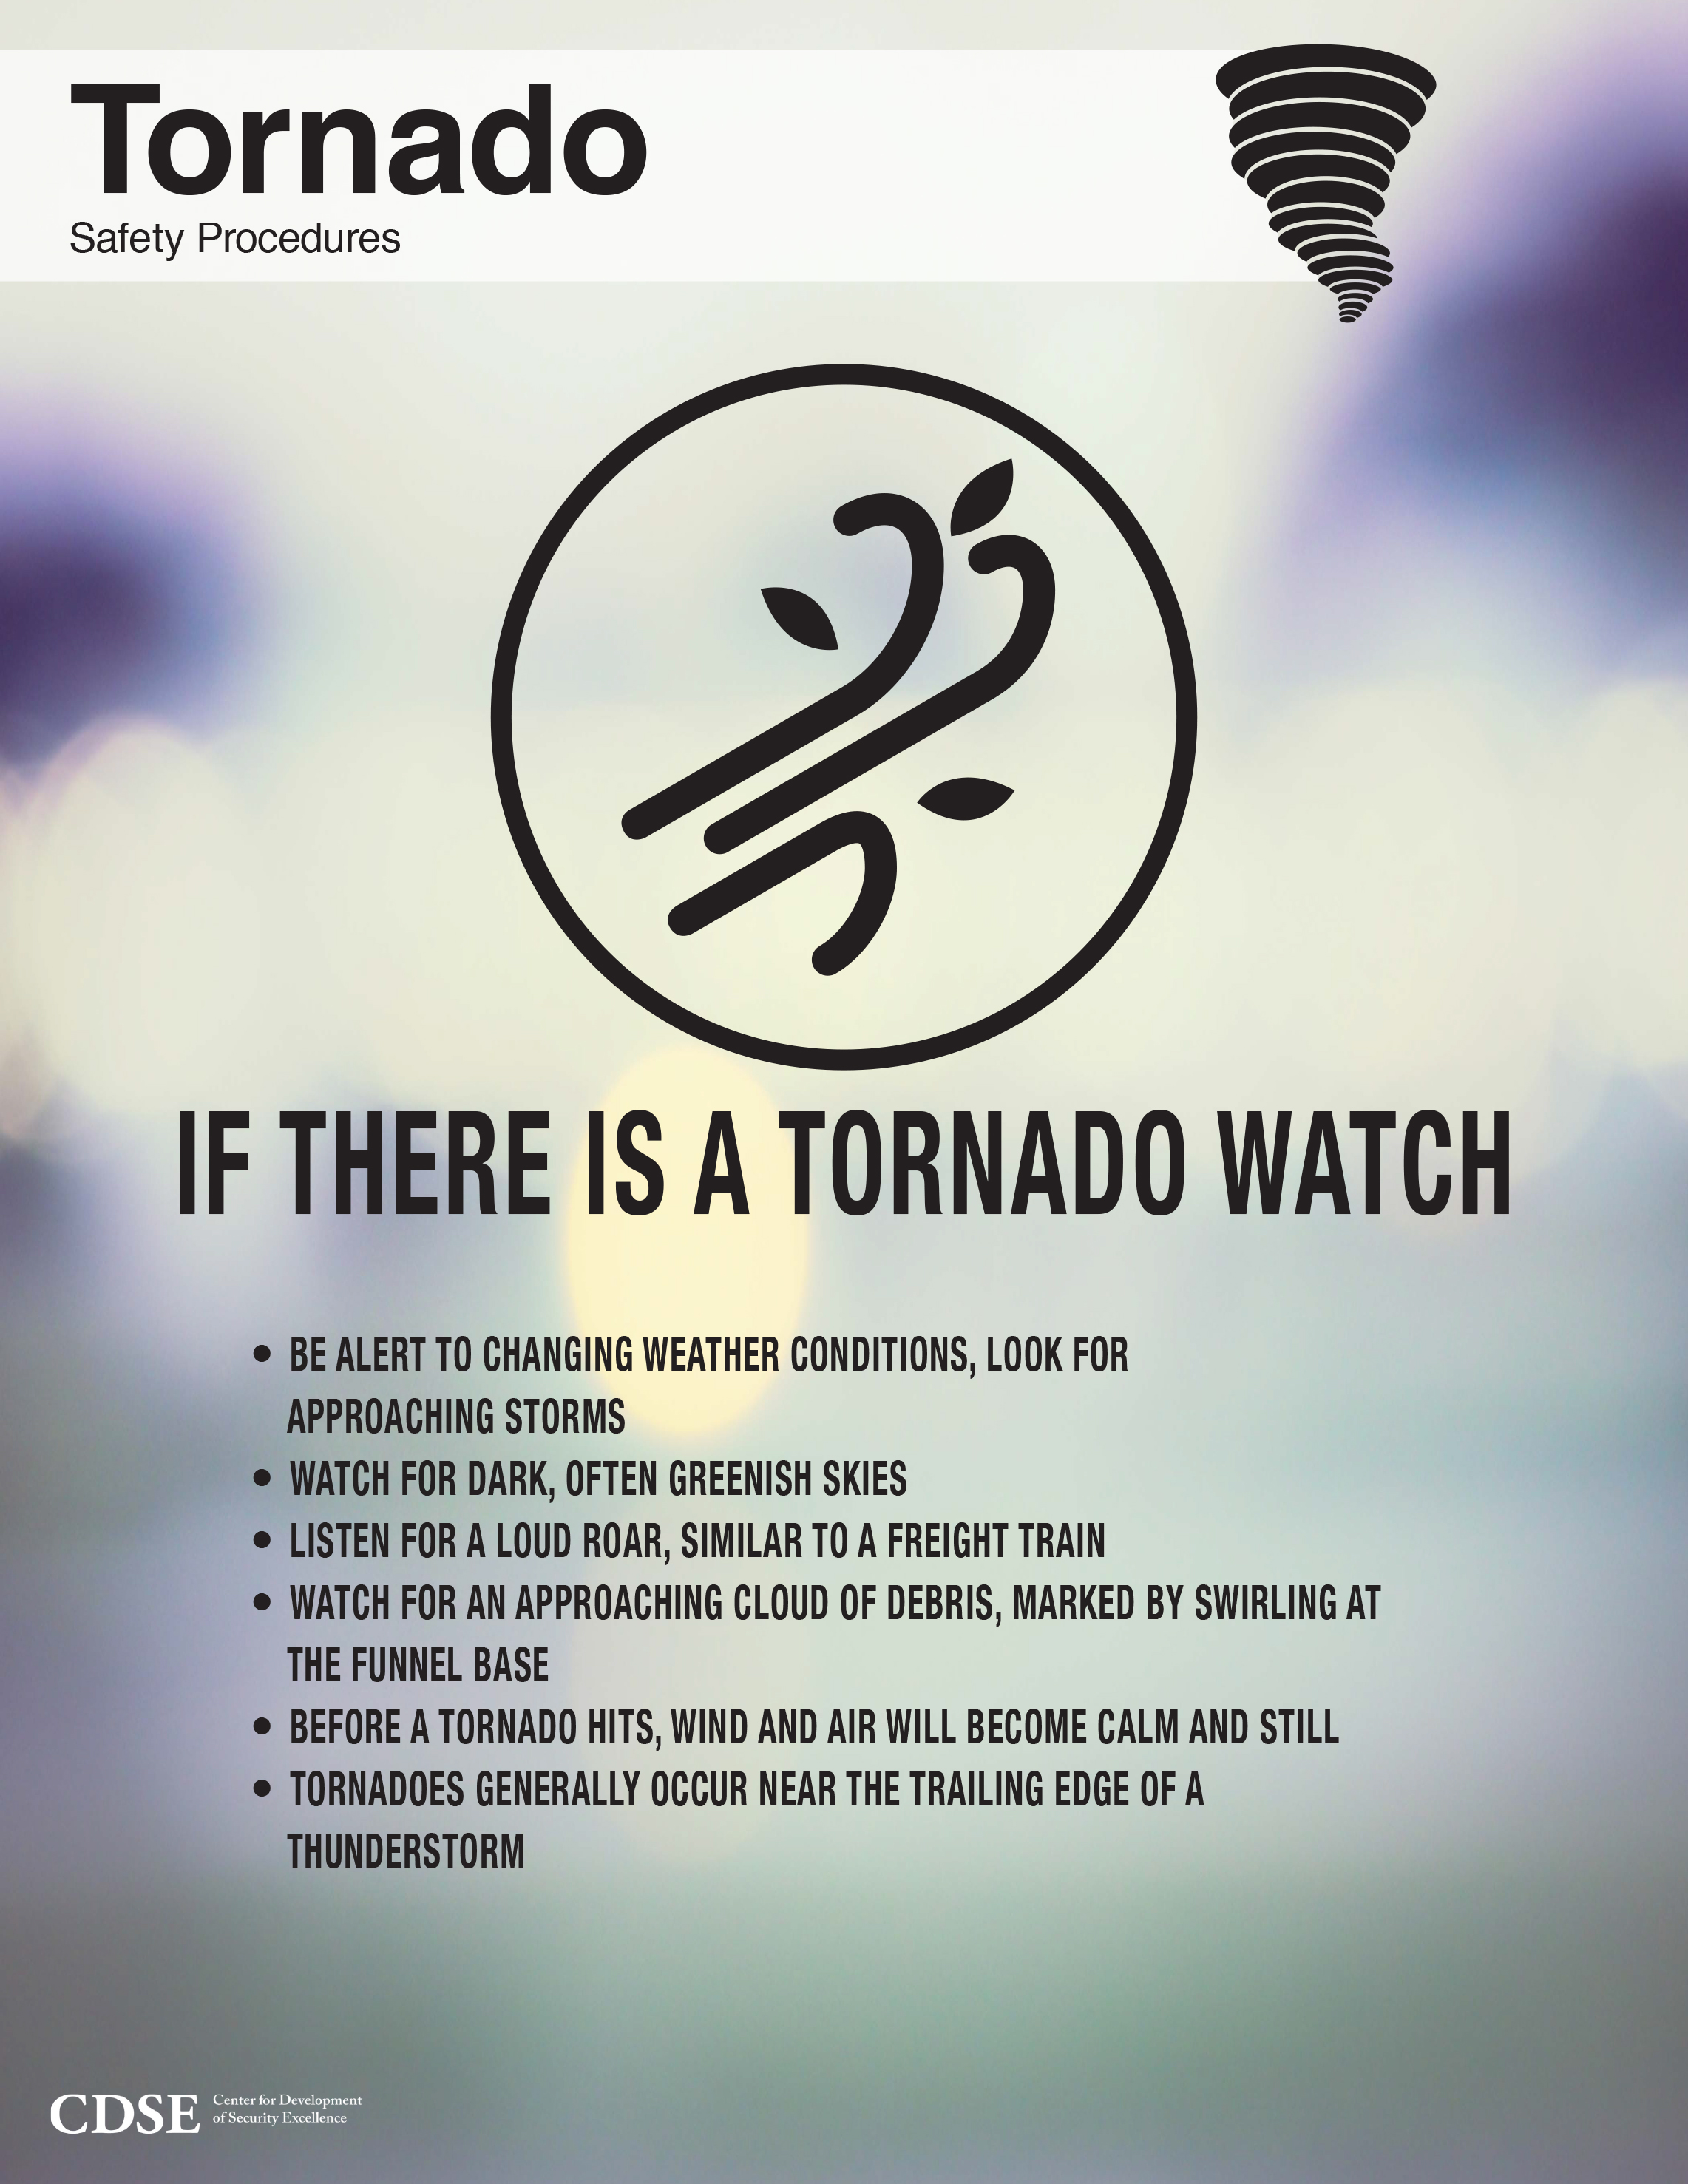 Tornado
Safety Procedures
IF THERE IS A TORNADO WATCH
• BE ALERT TO CHANGING WEATHER CONDITIONS, LOOK FOR
APPROACHING STORMS
• WATCH FOR DARK, OFTEN GREENISH SKIES
• LISTEN FOR A LOUD ROAR, SIMILAR TO A FREIGHT TRAIN
• WATCH FOR AN APPROACHING CLOUD OF DEBRIS, MARKED BY SWIRLING AT
THE FUNNEL BASE
• BEFORE A TORNADO HITS, WIND AND AIR WILL BECOME CALM AND STILL
• TORNADOES GENERALLY OCCUR NEAR THE TRAILING EDGE OF A
THUNDERSTORM
CDSE
Center for Development
of Security Excellence